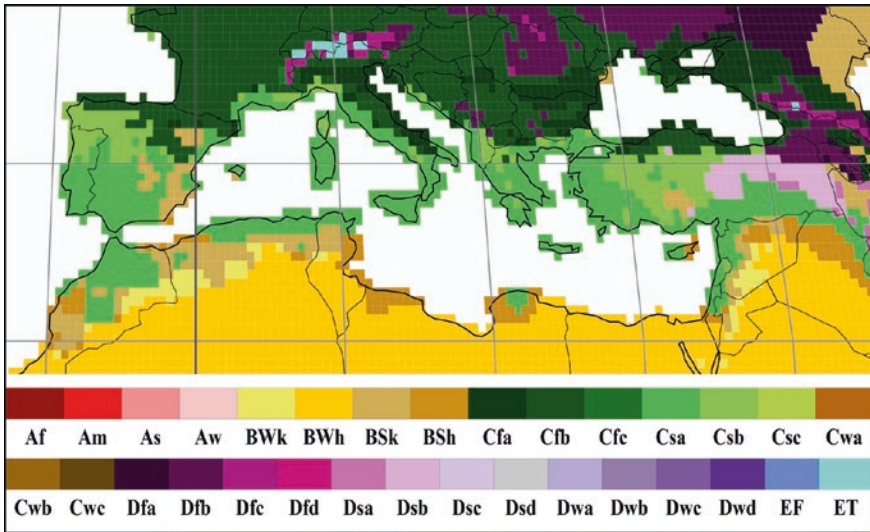 Af Am As Aw BWk BWh BSk BSh Cfa Cfb Cfc Csa Csb Csc Cwa
Cwb Cwc Dfa Dfb Dfc Dfd Dsa Dsb Dsc Dsd Dwa Dwb Dwc Dwd EF ET